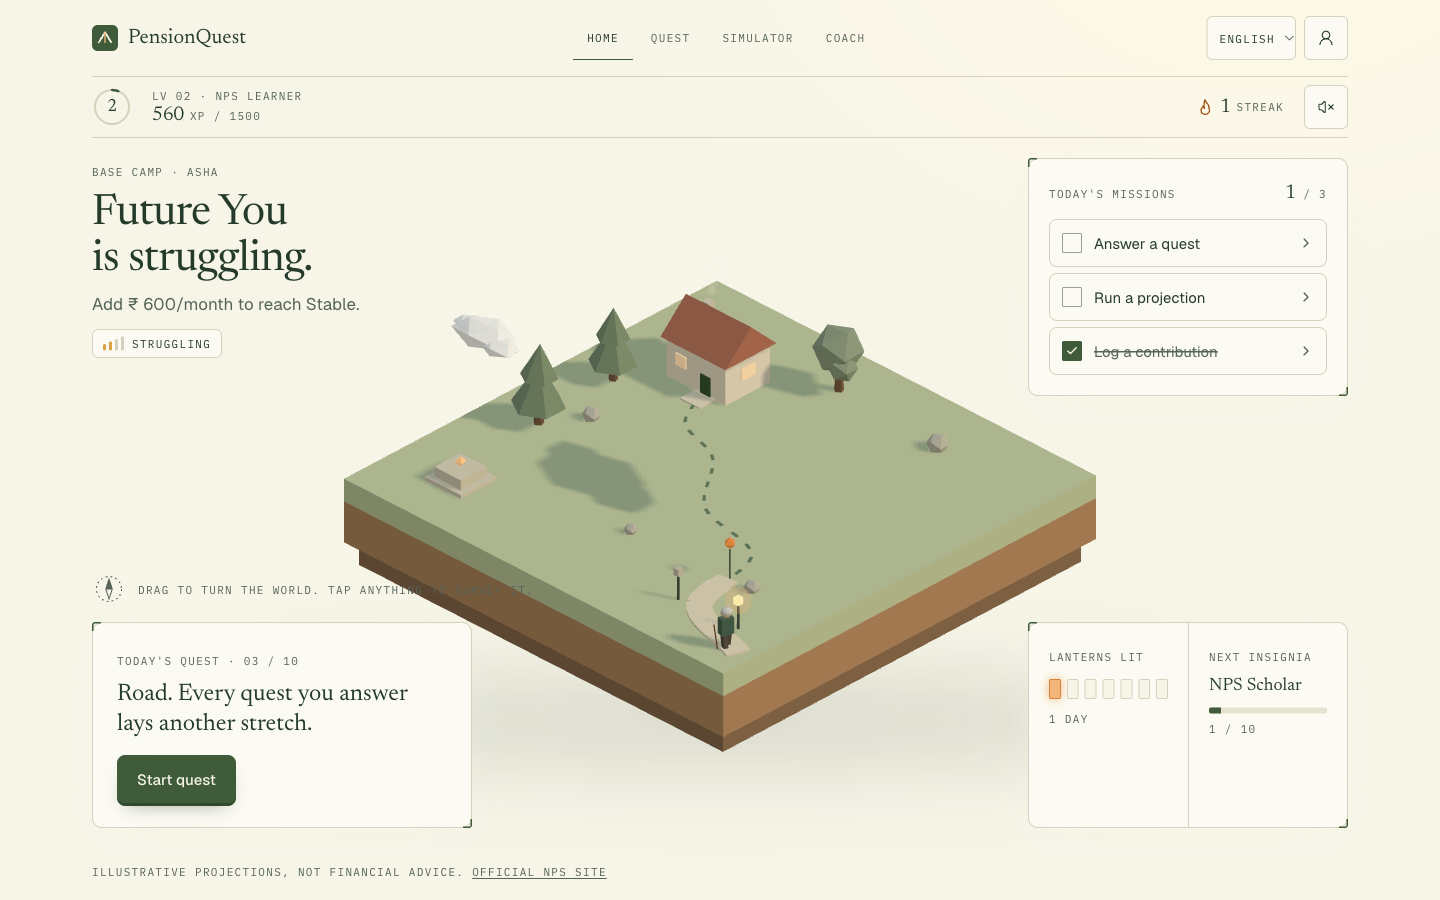 PensionQuest
HOME
QUEST
SIMULATOR
COACH
ENGLISH
2
LV 02 · NPS LEARNER
560 XP / 1500
1 STREAK
BASE CAMP · ASHA
Future You
is struggling.
Add ₹ 600/month to reach Stable.
STRUGGLING
TODAY'S MISSIONS
1 / 3
Answer a quest
Run a projection
Log a contribution
DRAG TO TURN THE WORLD. TAP ANYTHING
TODAY'S QUEST · 03 / 10
Road. Every quest you answer
lays another stretch.
Start quest
LANTERNS LIT
1 DAY
NEXT INSIGNIA
NPS Scholar
1 / 10
ILLUSTRATIVE PROJECTIONS, NOT FINANCIAL ADVICE. OFFICIAL NPS SITE